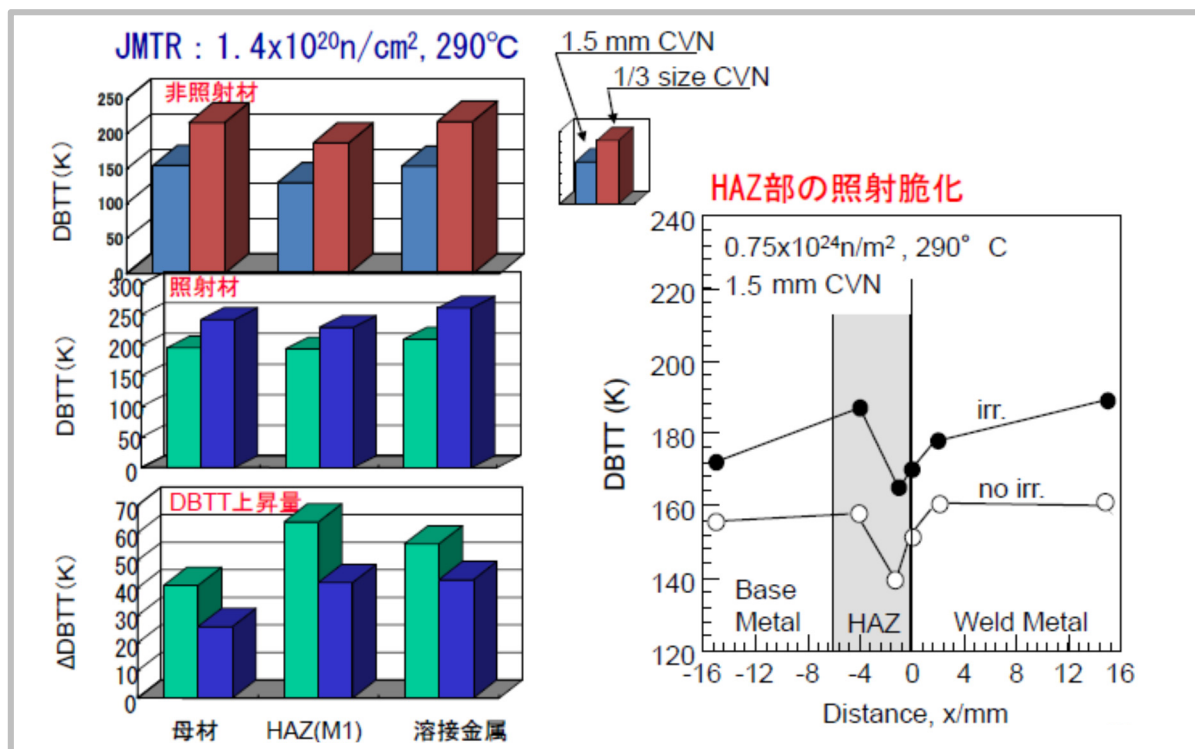 JMTR : 1.4x10²⁰n/cm², 290℃
非照射材
DBTT(K)
250
200
150
100
50
0
照射材
DBTT(K)
300
250
200
150
100
50
0
DBTT上昇量
ΔDBTT(K)
70
60
50
40
30
20
10
0
母材 HAZ(M1) 溶接金属
1.5 mm CVN
1/3 size CVN
HAZ部の照射脆化
0.75x10²⁴n/m² , 290° C
1.5 mm CVN
DBTT (K)
240
220
200
180
160
140
120
irr.
no irr.
Base
Metal
HAZ
Weld Metal
-16 -12 -8 -4 0 4 8 12 16
Distance, x/mm